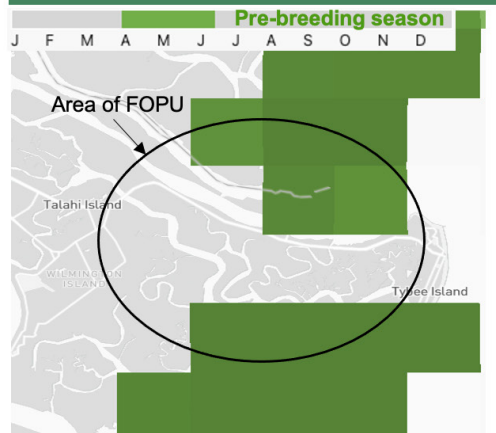 Pre-breeding season
J F M A M J J A S O N D
Area of FOPU
Talahi Island
WILMINGTON
ISLAND
Tybee Island